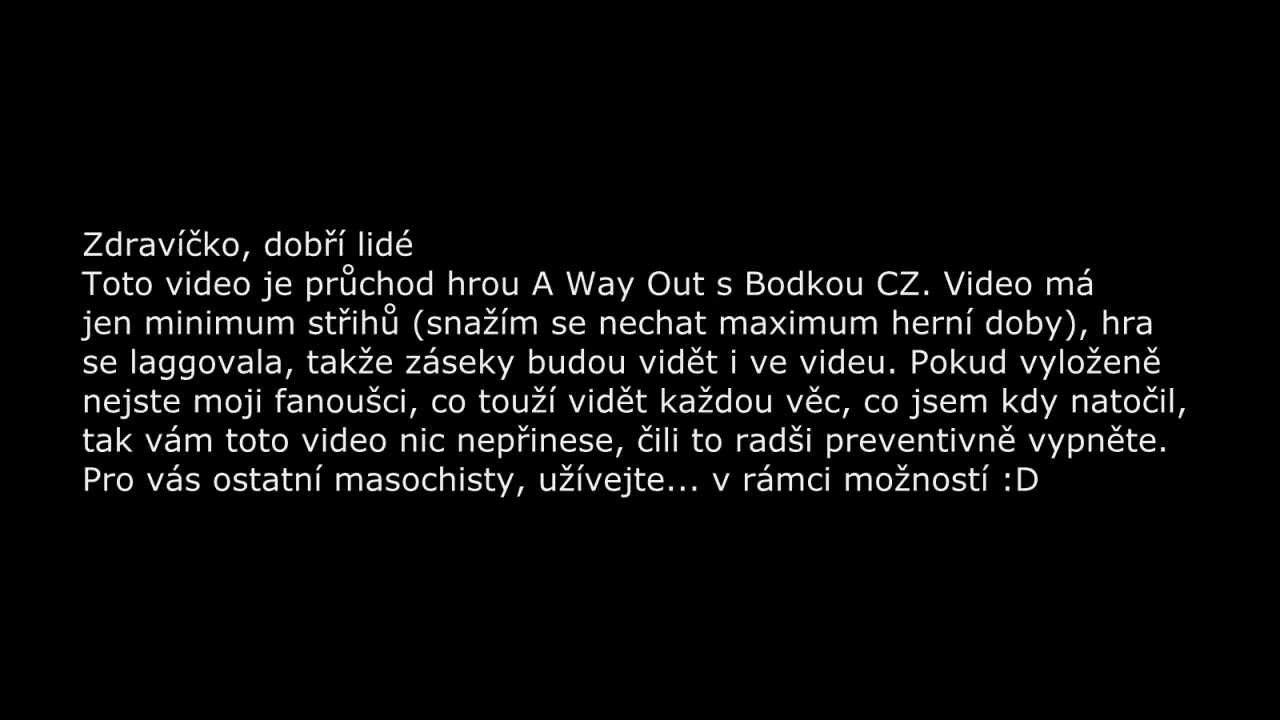 Zdravíčko, dobří lidé
Toto video je průchod hrou A Way Out s Bodkou CZ. Video má
jen minimum střihů (snažím se nechat maximum herní doby), hra
se laggovala, takže záseky budou vidět i ve videu. Pokud vyloženě
nejste moji fanoušci, co touží vidět každou věc, co jsem kdy natočil,
tak vám toto video nic nepřinese, čili to radši preventivně vypněte.
Pro vás ostatní masochisty, užívejte... v rámci možností :D